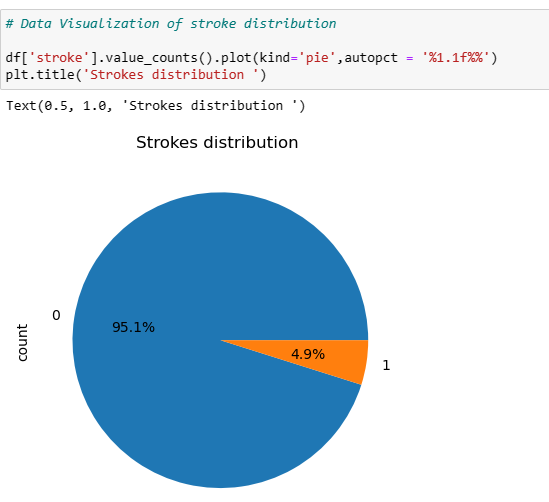 # Data Visualization of stroke distribution
df['stroke'].value_counts().plot(kind='pie',autopct = '%1.1f%%')
plt.title('Strokes distribution ')
Text(0.5, 1.0, 'Strokes distribution ')
Strokes distribution
0
95.1%
count
4.9%
1